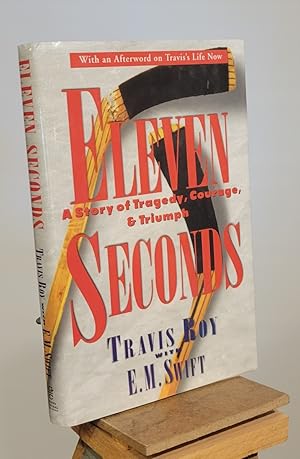 With an Afterword on Travis's Life Now
ELEVEN
A Story of Tragedy, Courage,
& Triumph
SECONDS
TRAVIS ROY
WITH
E.M. SWIFT
ELEVEN SECONDS
TRAVIS ROY WITH E.M. SWIFT